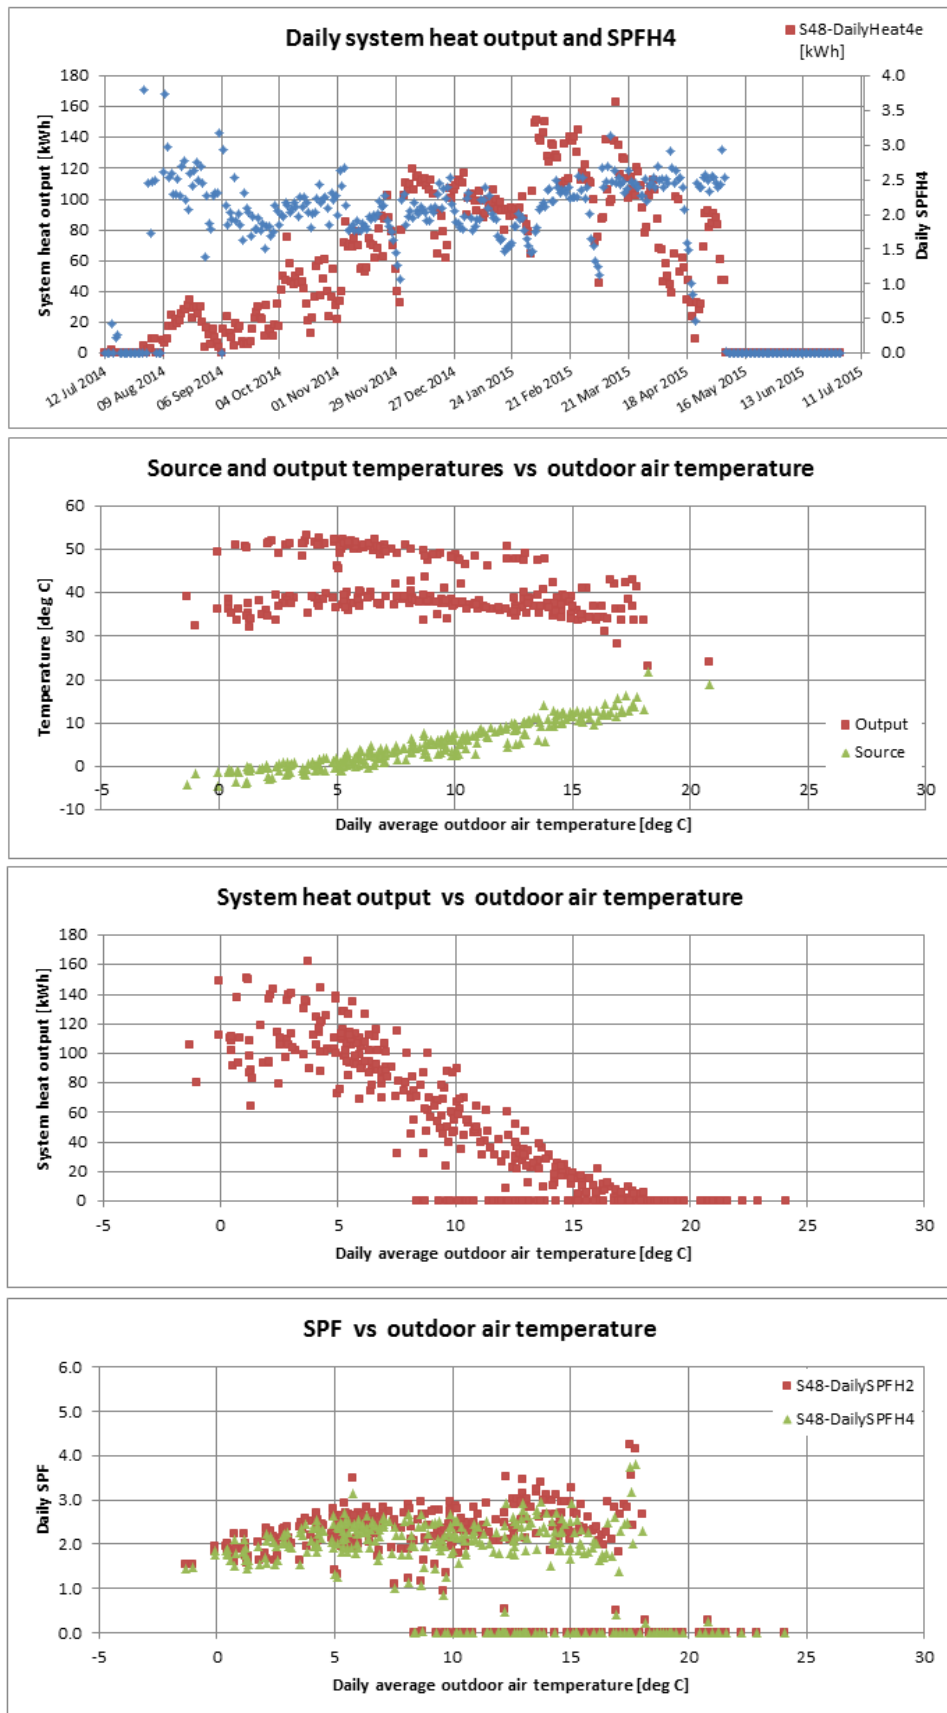 Daily system heat output and SPFH4
S48-DailyHeat4e
[kWh]
System heat output [kWh]
180
160
140
120
100
80
60
40
20
0
4.0
3.5
3.0
2.5
2.0
1.5
1.0
0.5
0.0
Daily SPFH4
12 Jul 2014
09 Aug 2014
06 Sep 2014
04 Oct 2014
01 Nov 2014
29 Nov 2014
27 Dec 2014
24 Jan 2015
21 Feb 2015
21 Mar 2015
18 Apr 2015
16 May 2015
13 Jun 2015
11 Jul 2015
Source and output temperatures vs outdoor air temperature
Temperature [deg C]
60
50
40
30
20
10
0
-10
Output
Source
-5 0 5 10 15 20 25 30
Daily average outdoor air temperature [deg C]
System heat output vs outdoor air temperature
System heat output [kWh]
180
160
140
120
100
80
60
40
20
0
-5 0 5 10 15 20 25 30
Daily average outdoor air temperature [deg C]
SPF vs outdoor air temperature
Daily SPF
6.0
5.0
4.0
3.0
2.0
1.0
0.0
S48-DailySPFH2
S48-DailySPFH4
-5 0 5 10 15 20 25 30
Daily average outdoor air temperature [deg C]